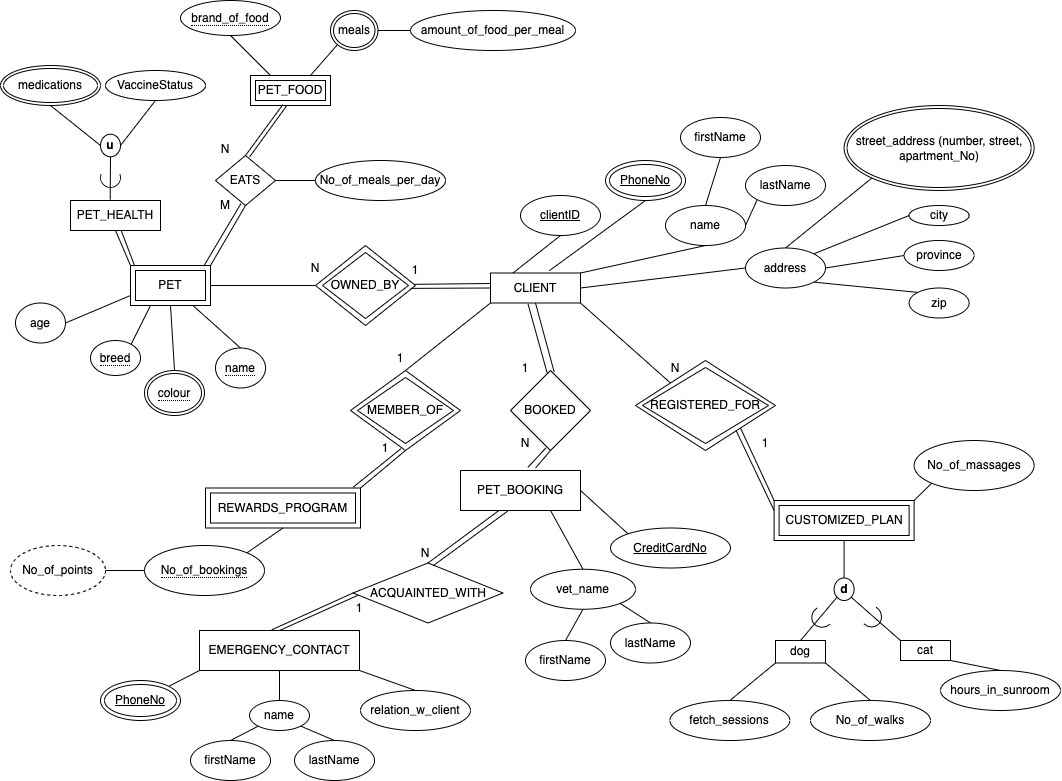 brand_of_food
meals
amount_of_food_per_meal
medications
VaccineStatus
PET_FOOD
u
N
EATS
No_of_meals_per_day
M
PET_HEALTH
firstName
street_address (number, street,
apartment_No)
PhoneNo
lastName
clientID
name
city
province
zip
address
PET
N
OWNED_BY
1
CLIENT
age
breed
colour
name
1
MEMBER_OF
1
1
BOOKED
N
N
REGISTERED_FOR
1
REWARDS_PROGRAM
PET_BOOKING
No_of_massages
CUSTOMIZED_PLAN
No_of_points
No_of_bookings
CreditCardNo
N
ACQUAINTED_WITH
1
vet_name
firstName
lastName
d
dog
cat
EMERGENCY_CONTACT
PhoneNo
name
relation_w_client
firstName
lastName
fetch_sessions
No_of_walks
hours_in_sunroom